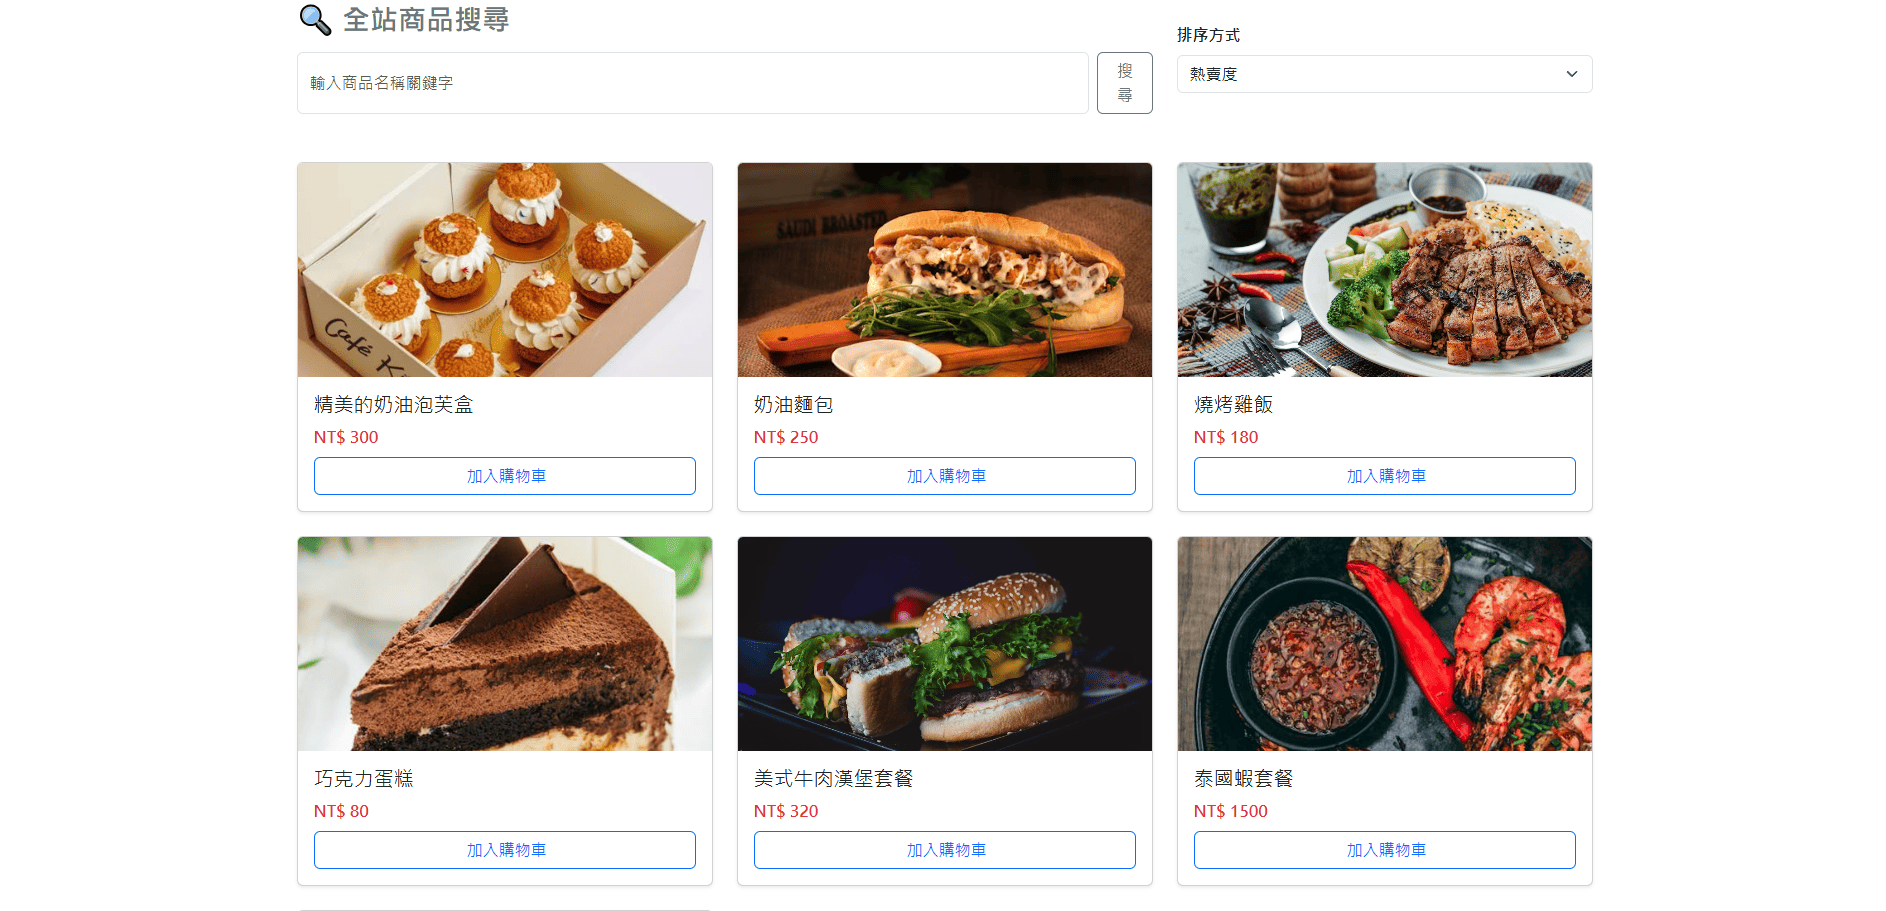 全站商品搜尋
排序方式
輸入商品名稱關鍵字
搜
尋
熱賣度
Café K
SAUDI BROASTED
精美的奶油泡芙盒
NT$ 300
加入購物車
奶油麵包
NT$ 250
加入購物車
燒烤雞飯
NT$ 180
加入購物車
巧克力蛋糕
NT$ 80
加入購物車
美式牛肉漢堡套餐
NT$ 320
加入購物車
泰國蝦套餐
NT$ 1500
加入購物車